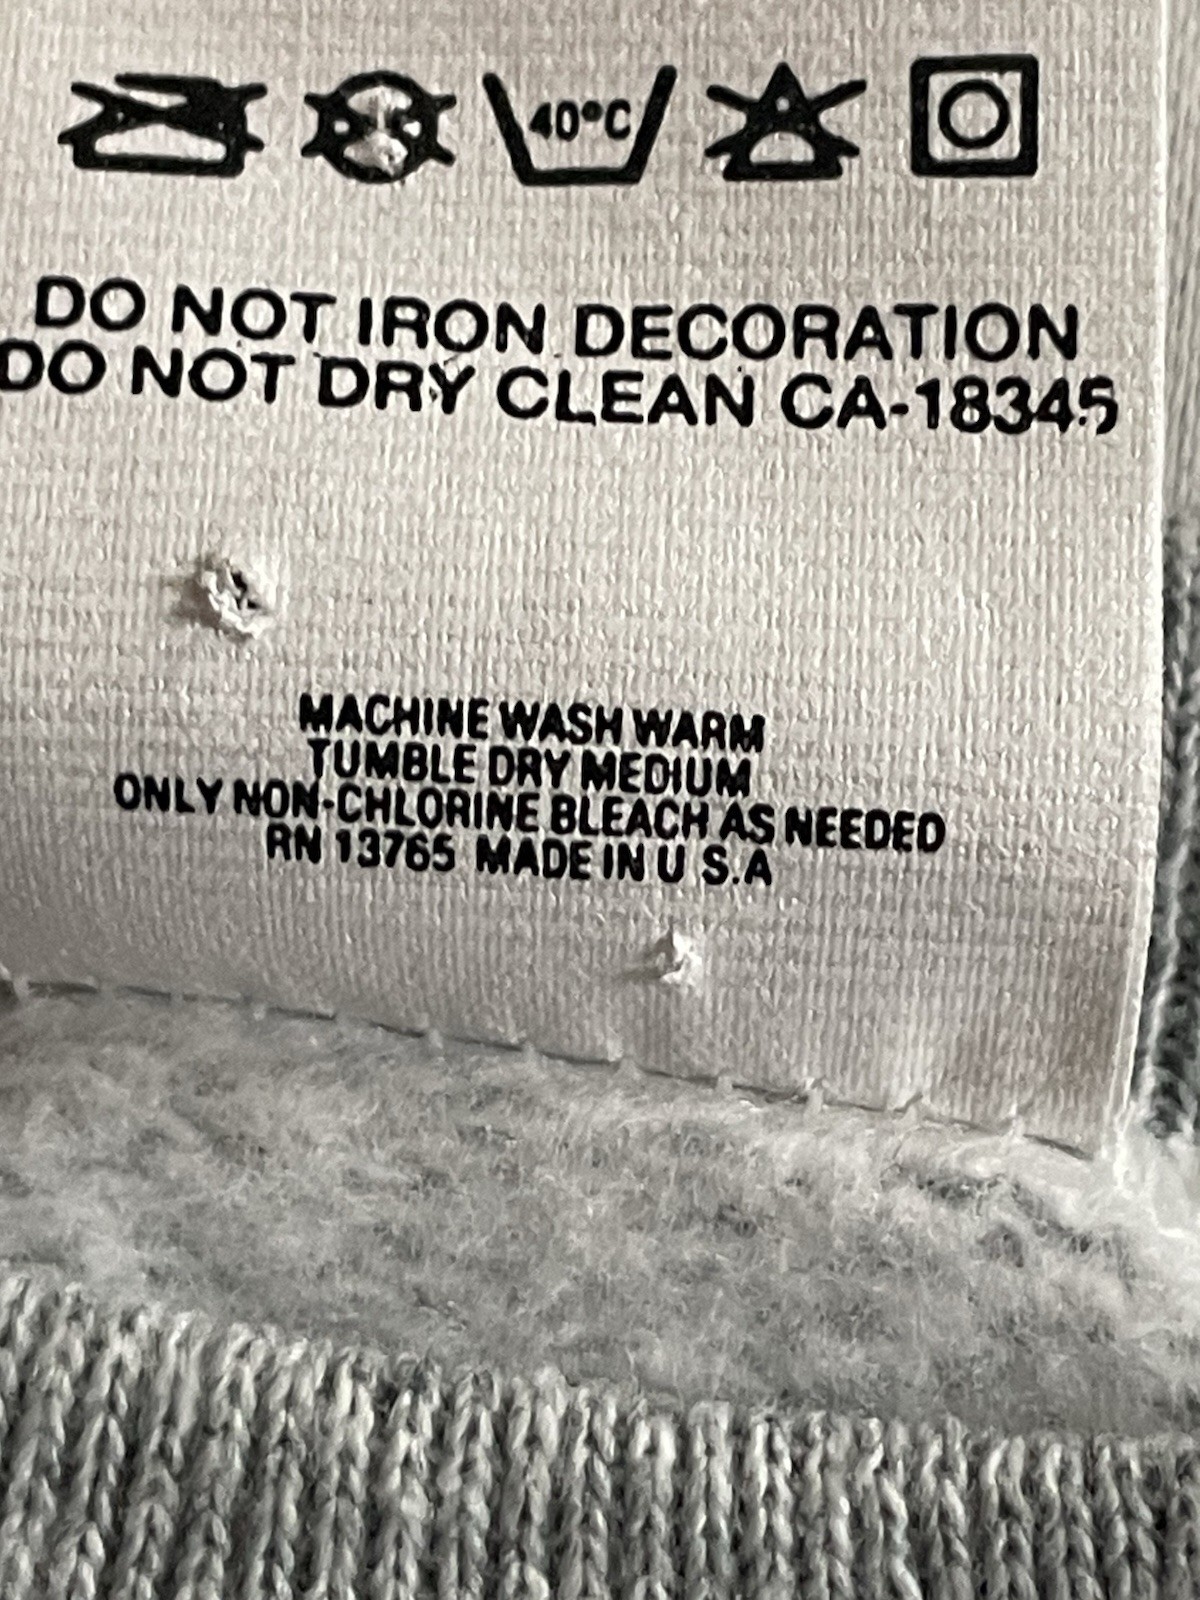 40°C
DO NOT IRON DECORATION
DO NOT DRY CLEAN CA-18345
MACHINE WASH WARM
TUMBLE DRY MEDIUM
ONLY NON-CHLORINE BLEACH AS NEEDED
RN 13765 MADE IN U S.A